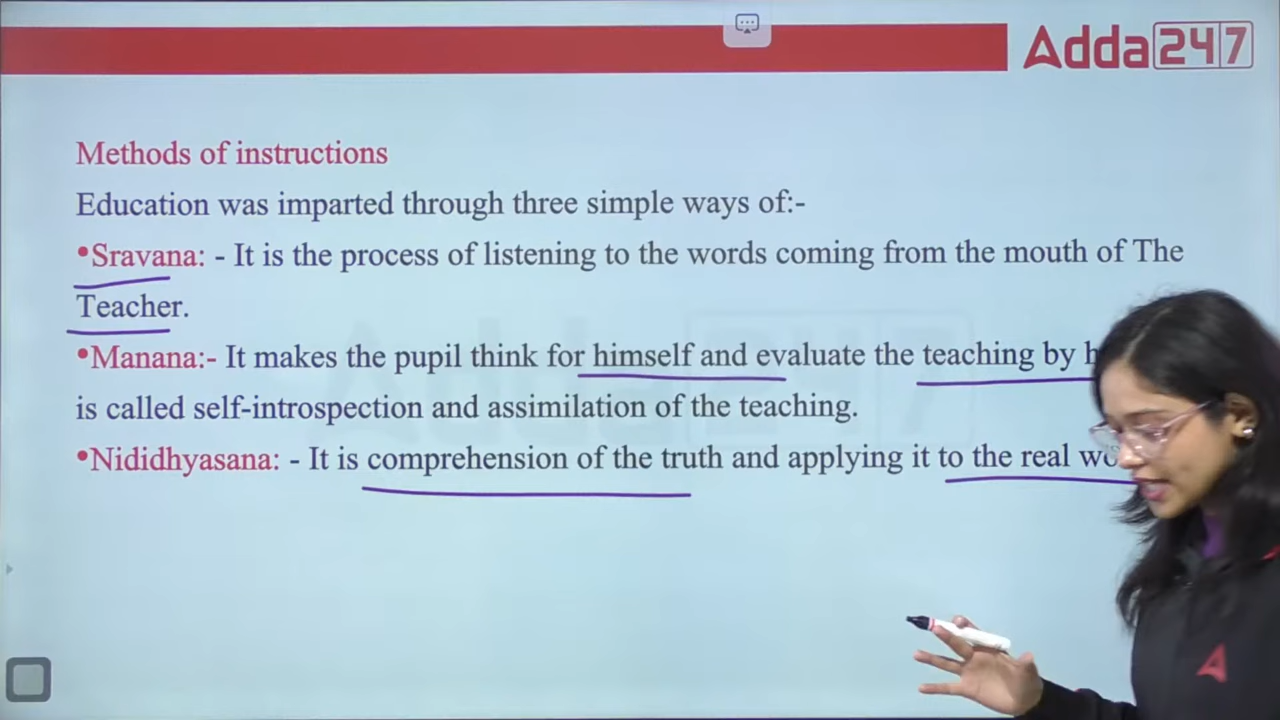 Adda247
Methods of instructions
Education was imparted through three simple ways of:-
•Sravana: - It is the process of listening to the words coming from the mouth of The
Teacher.
•Manana:- It makes the pupil think for himself and evaluate the teaching by
is called self-introspection and assimilation of the teaching.
•Nididhyasana: - It is comprehension of the truth and applying it to the real